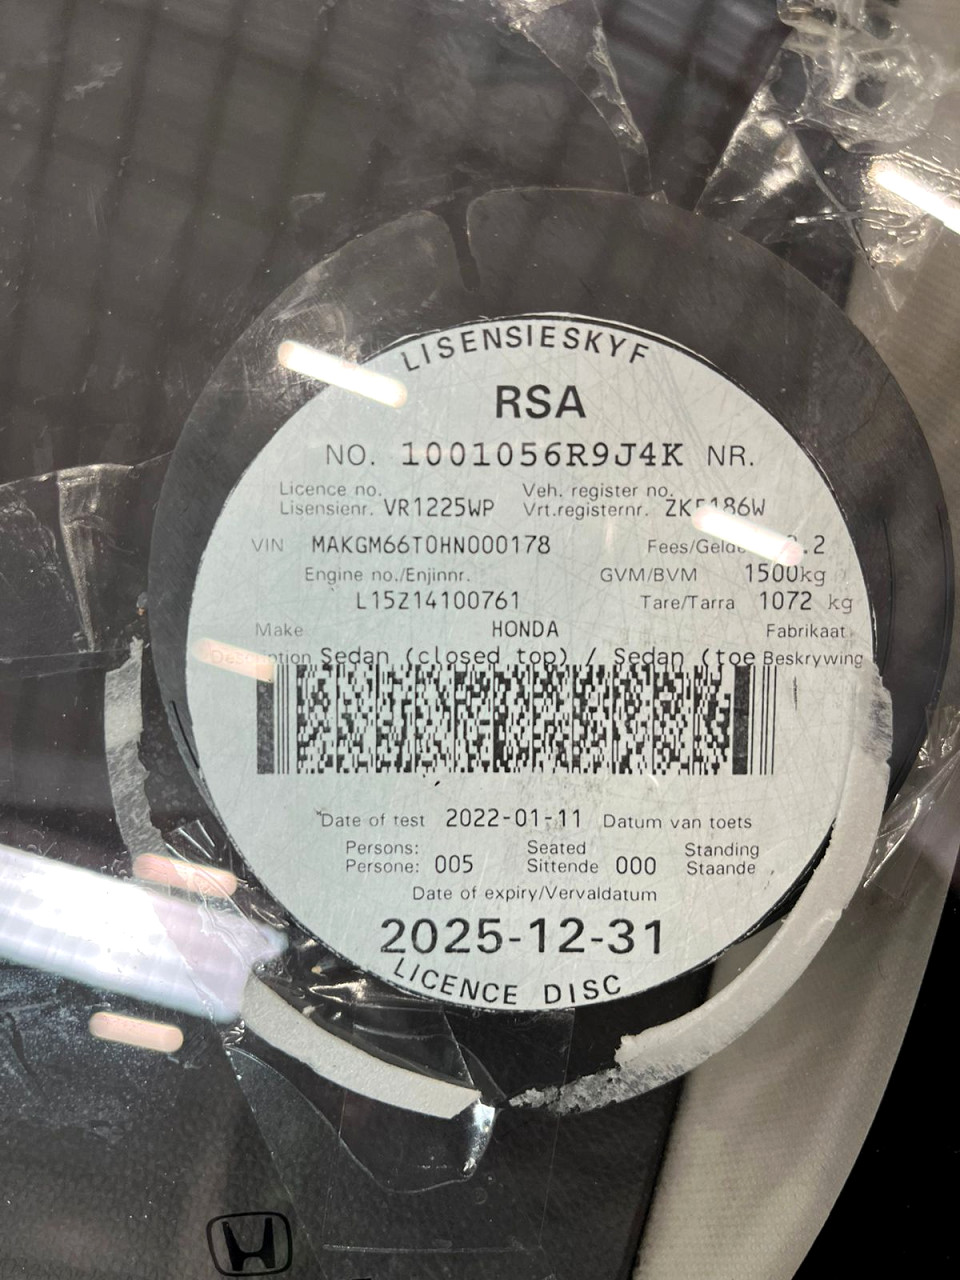 LISENSIESKYF
RSA
NO. 1001056R9J4K NR.
Licence no. Veh. register no.
Lisensienr. VR1225WP Vrt.registernr.
VIN MAKGM66T0HN000178
Engine no./Enjinnr. GVM/BVM 1500kg
L15Z14100761 Tare/Tarra 1072 kg
Make HONDA Fabrikaat
Sedan (closed top) / Sedan (toe Beskrywing
Date of test 2022-01-11 Datum van toets
Persons: Seated Standing
Persone: 005 Sittende 000 Staande
Date of expiry/Vervaldatum
2025-12-31
LICENCE DISC